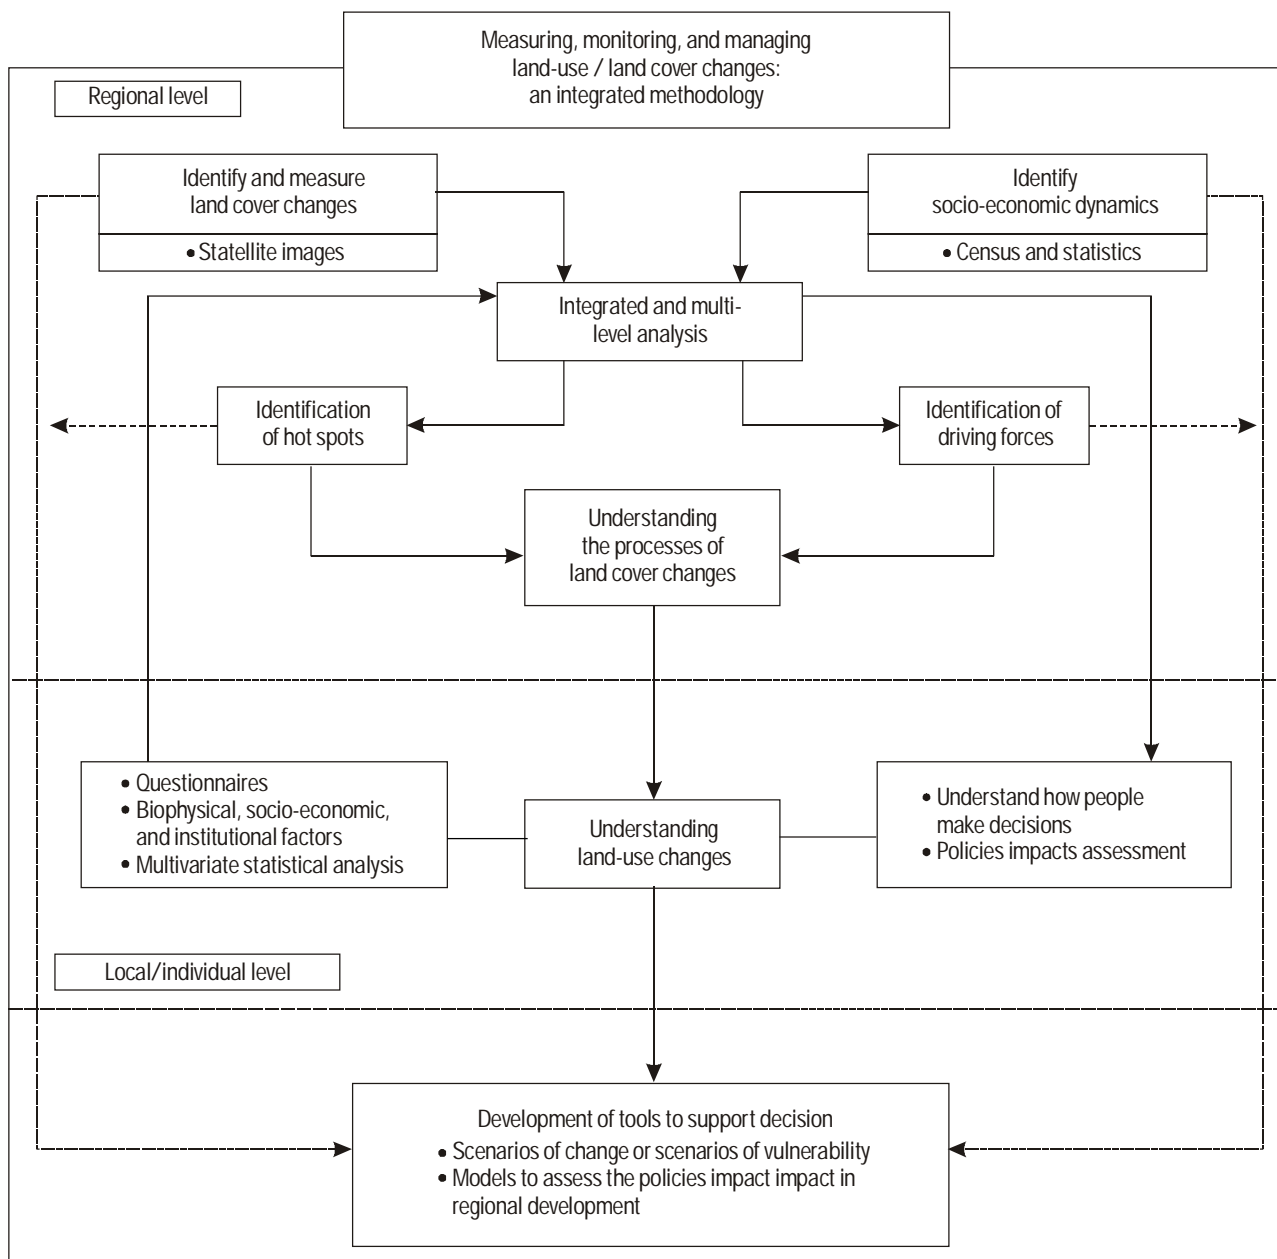 Measuring, monitoring, and managing
land-use / land cover changes:
an integrated methodology
Regional level
Identify and measure
land cover changes
• Statellite images
Identify
socio-economic dynamics
• Census and statistics
Integrated and multi-
level analysis
Identification
of hot spots
Identification of
driving forces
Understanding
the processes of
land cover changes
• Questionnaires
• Biophysical, socio-economic,
and institutional factors
• Multivariate statistical analysis
Understanding
land-use changes
• Understand how people
make decisions
• Policies impacts assessment
Local/individual level
Development of tools to support decision
• Scenarios of change or scenarios of vulnerability
• Models to assess the policies impact impact in
regional development